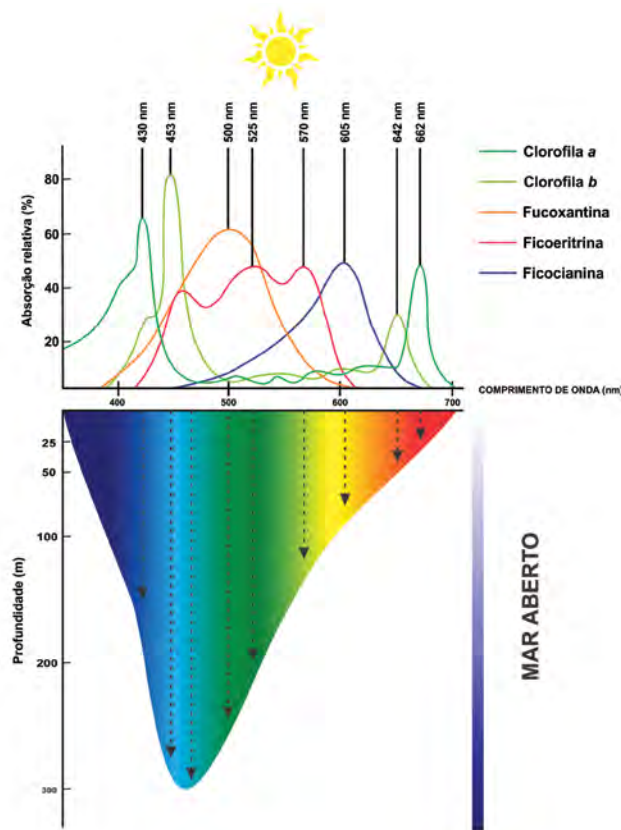 430 nm
453 nm
500 nm
525 nm
570 nm
605 nm
642 nm
662 nm
Absorção relativa (%)
80
60
40
20
Clorofila a
Clorofila b
Fucoxantina
Ficoeritrina
Ficocianina
400
500
600
700
COMPRIMENTO DE ONDA (nm)
Profundidade (m)
25
50
100
200
300
MAR ABERTO